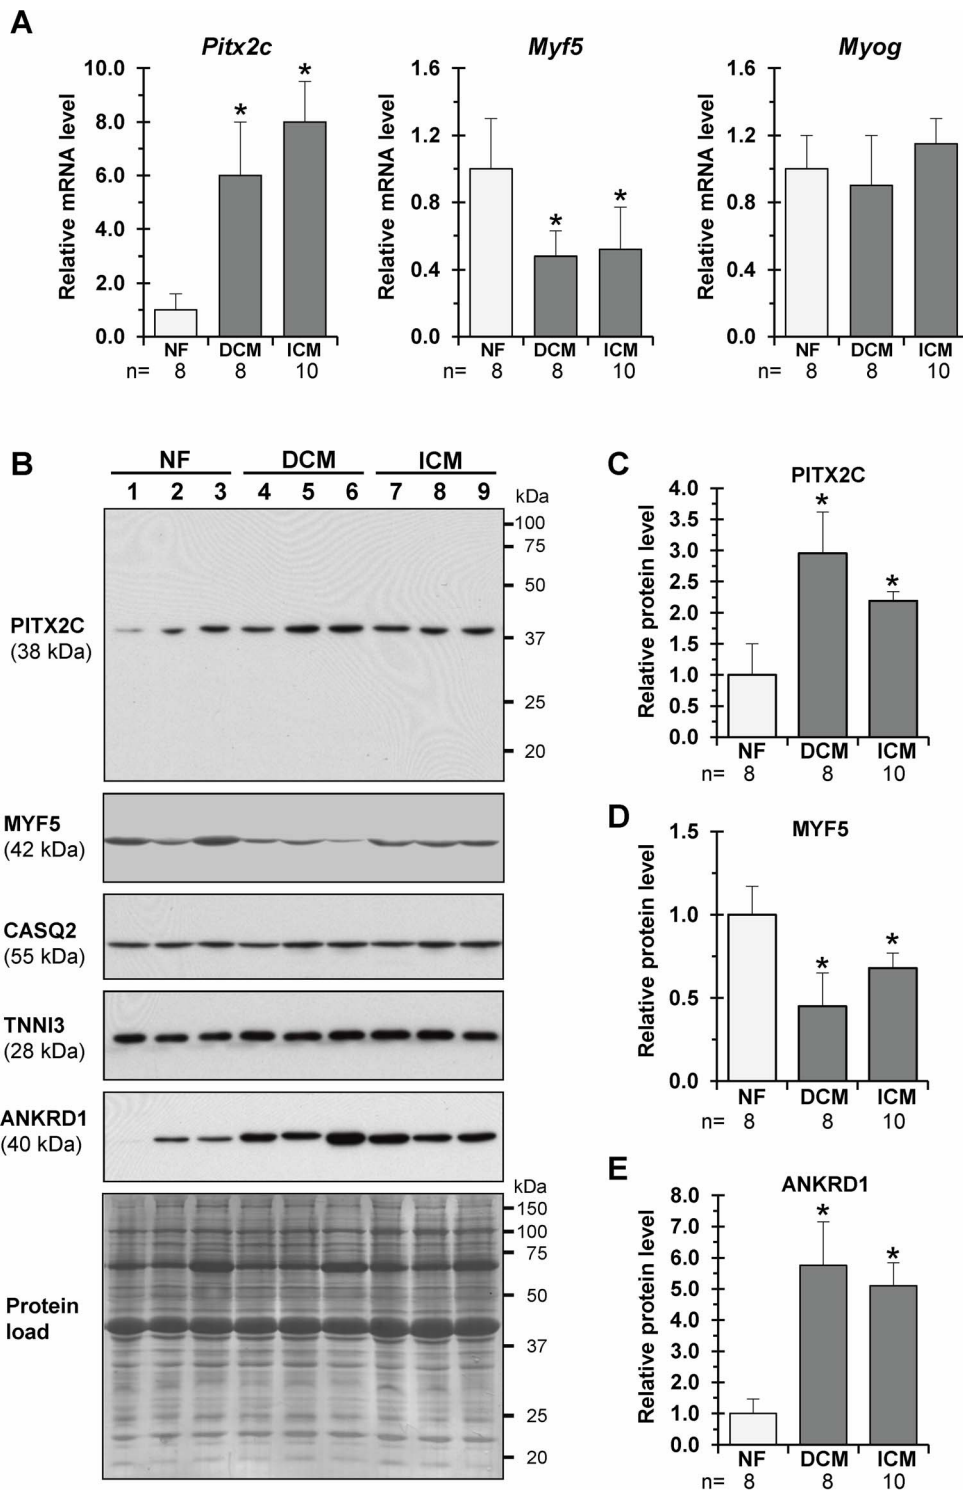 A
Pitx2c
Myf5
Myog
Relative mRNA level
10.0
8.0
6.0
4.0
2.0
0.0
*
*
NF DCM ICM
n= 8 8 10
Relative mRNA level
1.6
1.2
0.8
0.4
0.0
*
*
NF DCM ICM
n= 8 8 10
Relative mRNA level
1.6
1.2
0.8
0.4
0.0
NF DCM ICM
n= 8 8 10
B
NF DCM ICM
1 2 3 4 5 6 7 8 9
kDa
100
75
50
37
25
20
PITX2C
(38 kDa)
MYF5
(42 kDa)
CASQ2
(55 kDa)
TNNI3
(28 kDa)
ANKRD1
(40 kDa)
Protein
load
kDa
150
100
75
50
37
25
20
C
PITX2C
Relative protein level
4.0
3.5
3.0
2.5
2.0
1.5
1.0
0.5
0.0
*
*
NF DCM ICM
n= 8 8 10
D
MYF5
Relative protein level
1.5
1.0
0.5
0.0
*
*
NF DCM ICM
n= 8 8 10
E
ANKRD1
Relative protein level
8.0
7.0
6.0
5.0
4.0
3.0
2.0
1.0
0.0
*
*
NF DCM ICM
n= 8 8 10